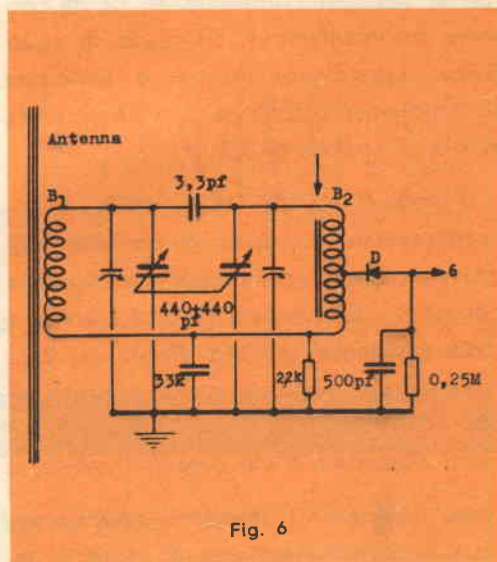 Antenna
B1
3,3pf
B2
D
6
440+440
pf
33k
22k
500pf
0,25M
Fig. 6